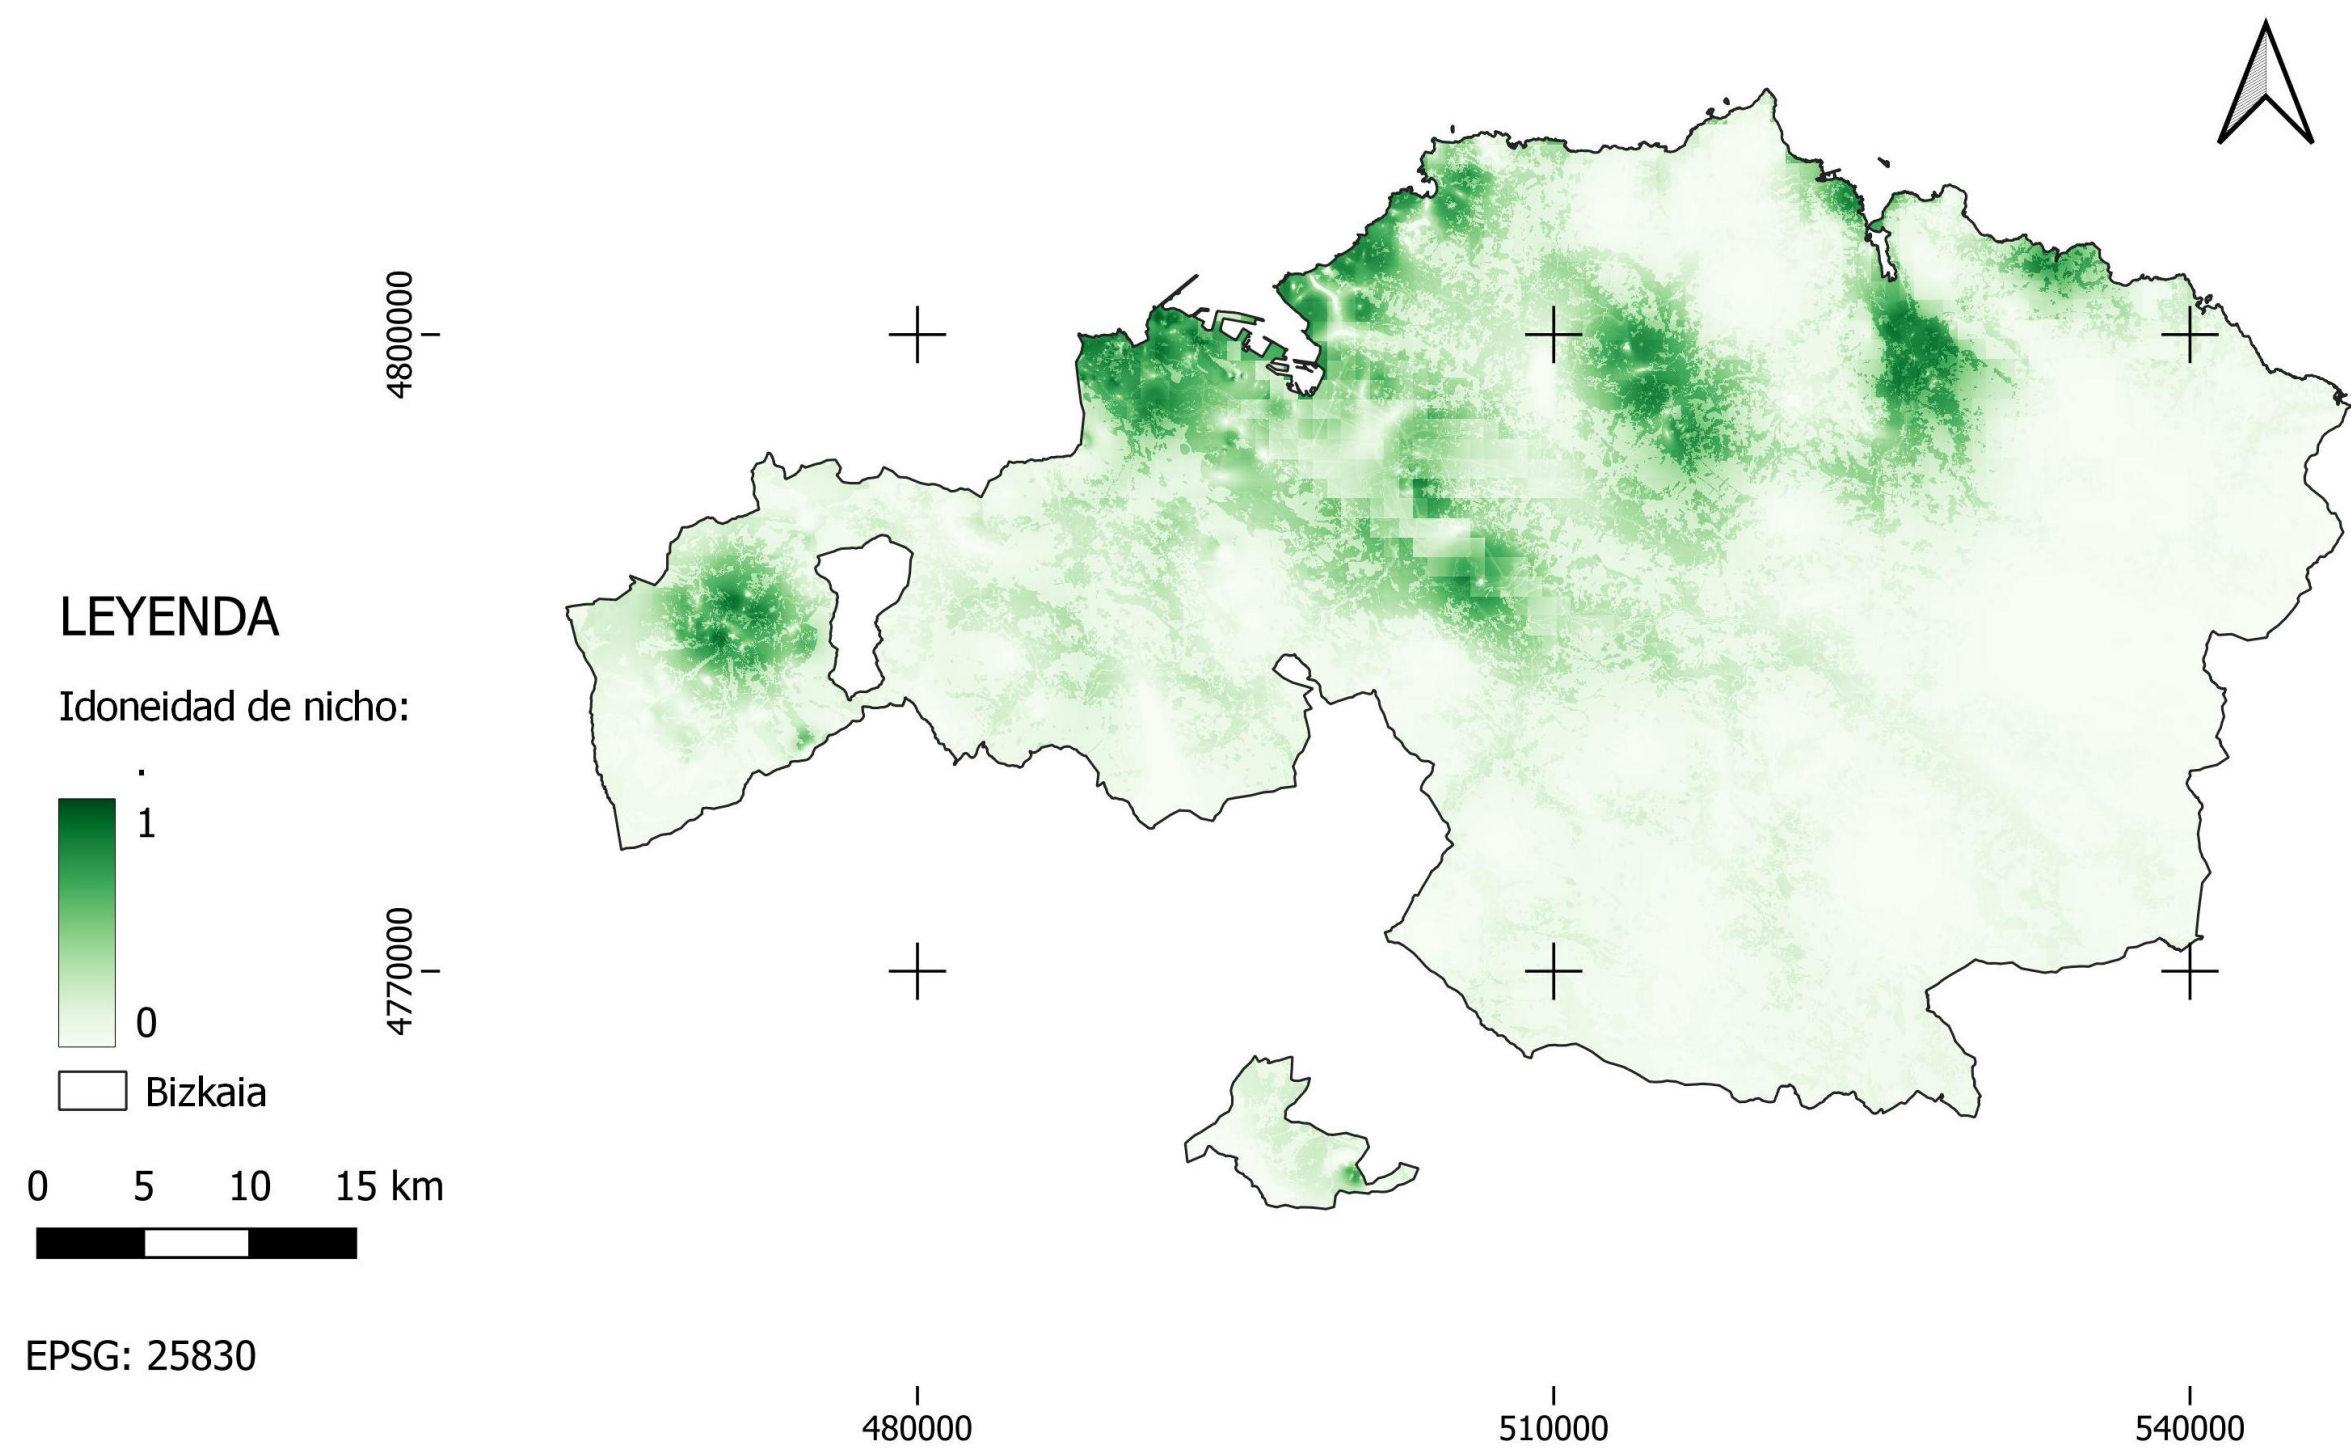 4800000
LEYENDA
Idoneidad de nicho:
.
1
0
Bizkaia
4770000
0 5 10 15 km
EPSG: 25830
480000 510000 540000